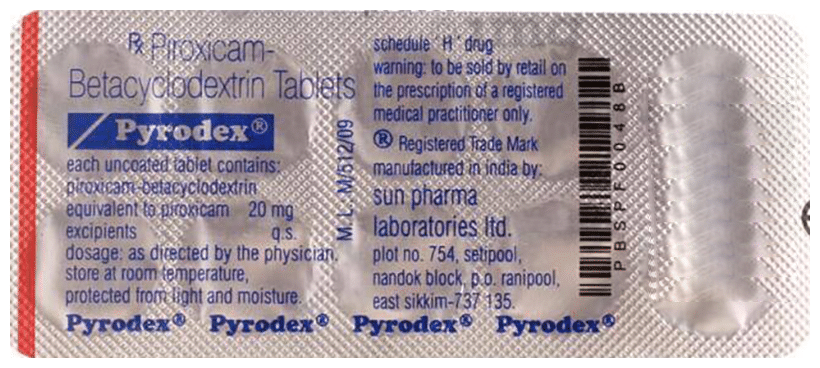 ℞ Piroxicam-
Betacyclodextrin Tablets
Pyrodex®
each uncoated tablet contains:
piroxicam-betacyclodextrin
equivalent to piroxicam 20 mg
excipients q.s.
dosage: as directed by the physician.
store at room temperature,
protected from light and moisture.
M. L. M/512/09
schedule 'H' drug
warning: to be sold by retail on
the prescription of a registered
medical practitioner only.
® Registered Trade Mark
manufactured in india by:
sun pharma
laboratories ltd.
plot no. 754, setipool,
nandok block, p.o. ranipool,
east sikkim-737 135.
Pyrodex® Pyrodex® Pyrodex® Pyrodex®
PBSPF0048B